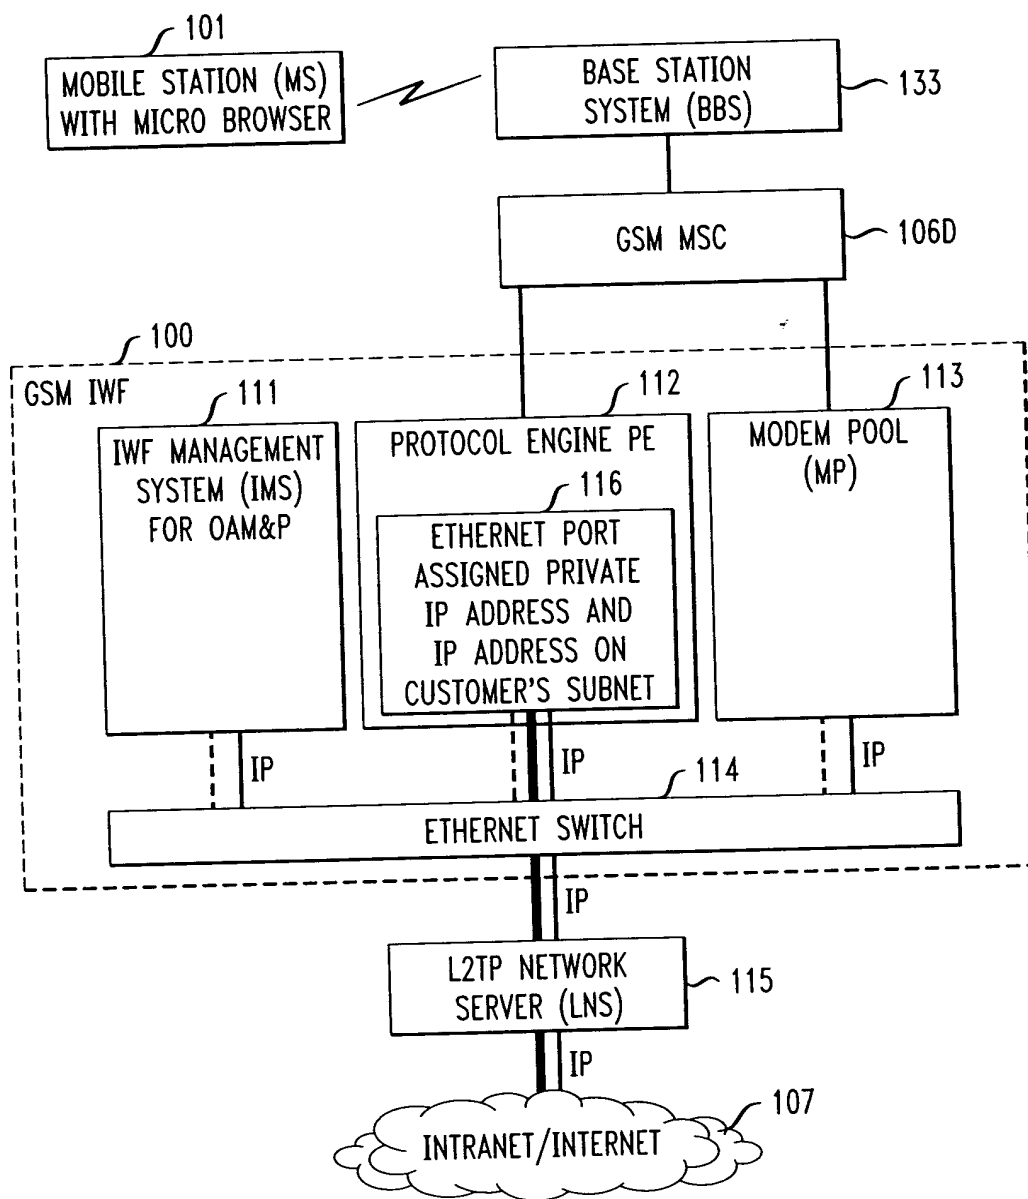 101
MOBILE STATION (MS)
WITH MICRO BROWSER
BASE STATION
SYSTEM (BBS)
133
GSM MSC
106D
100
GSM IWF
111
IWF MANAGEMENT
SYSTEM (IMS)
FOR OAM&P
112
PROTOCOL ENGINE PE
116
ETHERNET PORT
ASSIGNED PRIVATE
IP ADDRESS AND
IP ADDRESS ON
CUSTOMER'S SUBNET
113
MODEM POOL
(MP)
IP
IP
IP
114
ETHERNET SWITCH
IP
L2TP NETWORK
SERVER (LNS)
115
IP
107
INTRANET/INTERNET